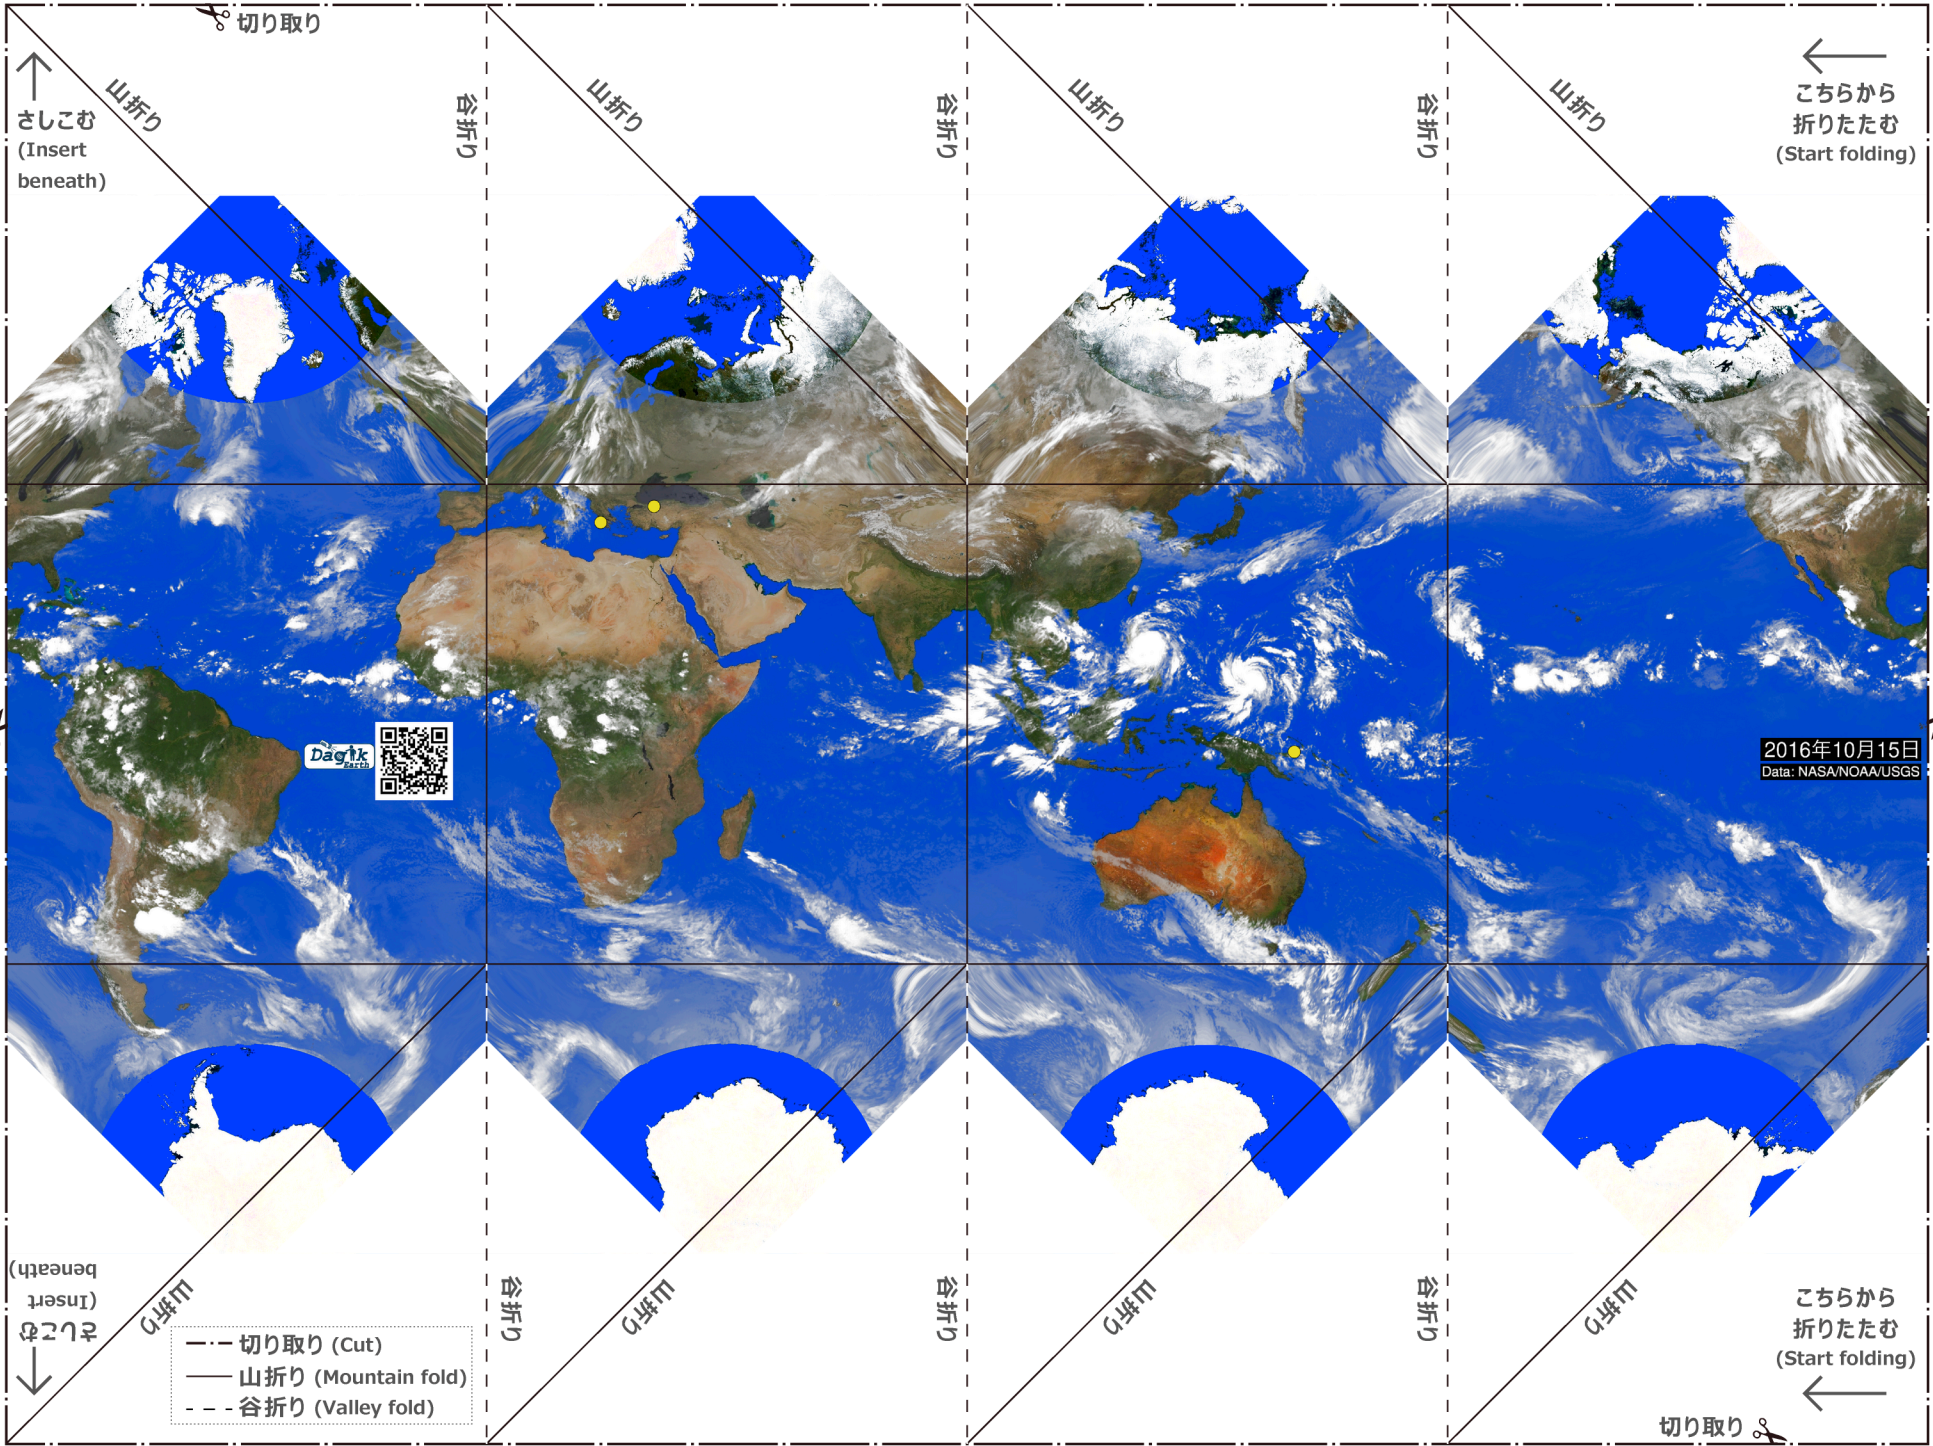 切り取り
山折り
山折り
山折り
山折り
谷折り
谷折り
谷折り
さしこむ
(Insert
beneath)
こちらから
折りたたむ
(Start folding)
Dagik
Earth
2016年10月15日
Data: NASA/NOAA/USGS
さしこむ
(Insert
beneath)
山折り
山折り
山折り
山折り
谷折り
谷折り
谷折り
切り取り (Cut)
山折り (Mountain fold)
谷折り (Valley fold)
こちらから
折りたたむ
(Start folding)
切り取り